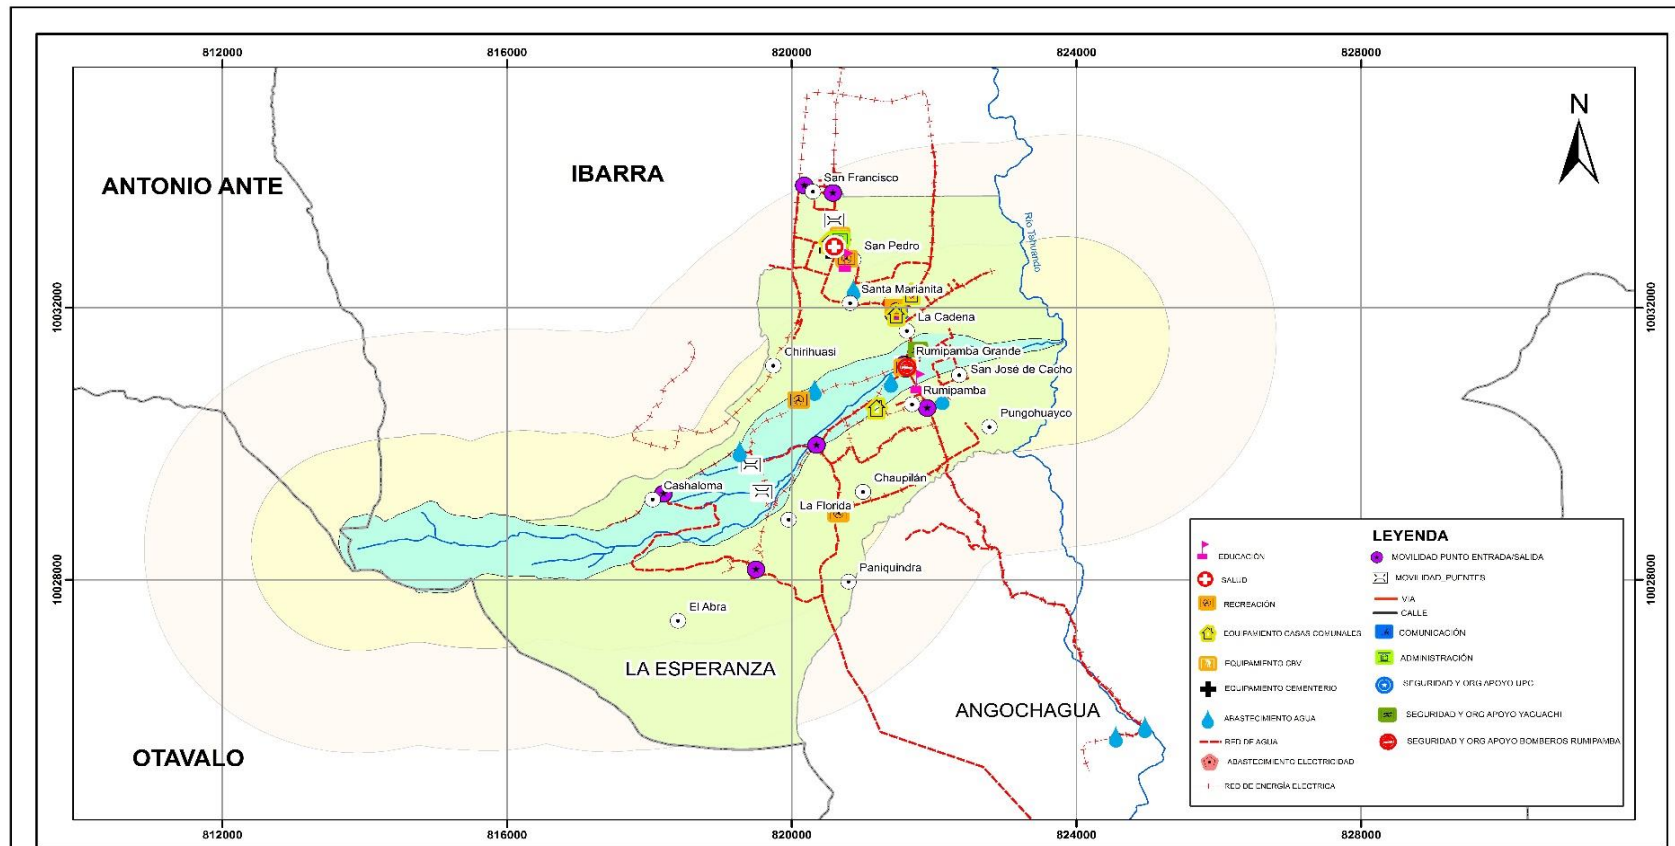 812000
816000
820000
824000
828000
N
ANTONIO ANTE
IBARRA
San Francisco
Río Tahuando
San Pedro
Santa Marianita
10032000
10032000
La Cadena
Chirihuasi
Rumipamba Grande
San José de Cacho
Rumipamba
Pungohuayco
Cashaloma
Chaupilán
La Florida
10028000
10028000
Paniquindra
El Abra
LA ESPERANZA
ANGOCHAGUA
OTAVALO
LEYENDA
EDUCACIÓN
SALUD
RECREACIÓN
EQUIPAMIENTO CASAS COMUNALES
EQUIPAMIENTO CBV
EQUIPAMIENTO CEMENTERIO
ABASTECIMIENTO AGUA
RED DE AGUA
ABASTECIMIENTO ELECTRICIDAD
RED DE ENERGÍA ELECTRICA
MOVILIDAD PUNTO ENTRADA/SALIDA
MOVILIDAD_PUENTES
VIA
CALLE
COMUNICACIÓN
ADMINISTRACIÓN
SEGURIDAD Y ORG APOYO UPC
SEGURIDAD Y ORG APOYO YAGUACHI
SEGURIDAD Y ORG APOYO BOMBEROS RUMIPAMBA
812000
816000
820000
824000
828000